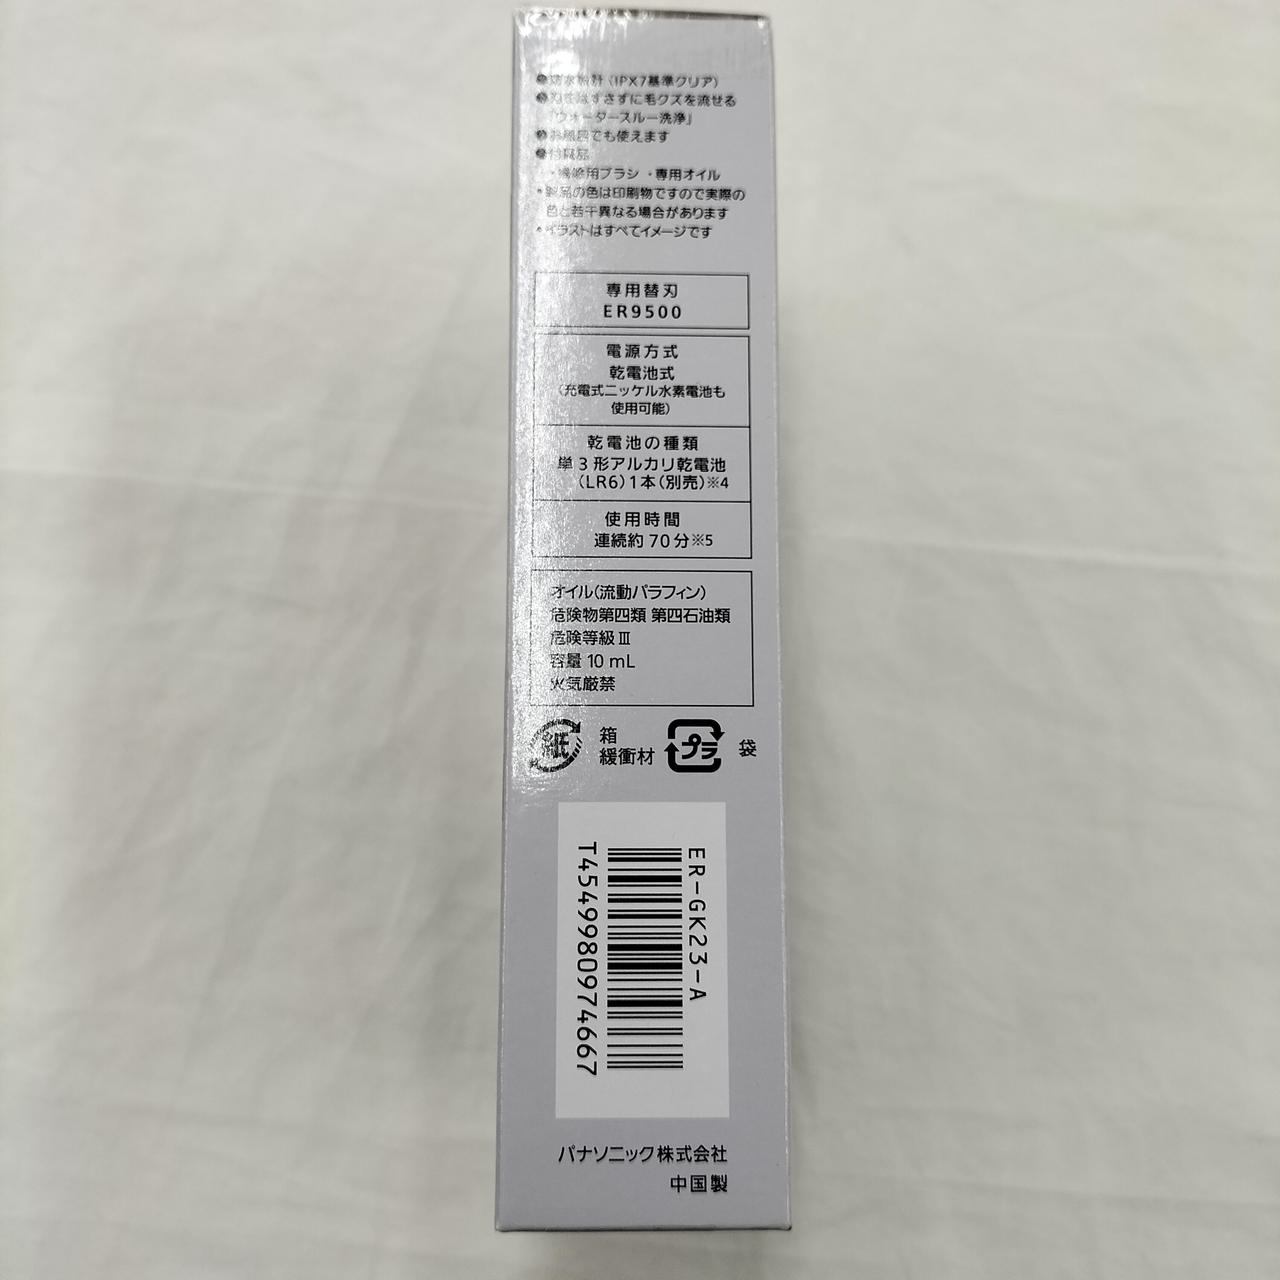 ●防水設計（IPX7基準クリア）
●刃をはずさずに毛クズを流せる
「ウォータースルー洗浄」
●お風呂でも使えます
●付属品
・掃除用ブラシ ・専用オイル
・製品の色は印刷物ですので実際の
色と若干異なる場合があります
・イラストはすべてイメージです
専用替刃
ER9500
電源方式
乾電池式
（充電式ニッケル水素電池も
使用可能）
乾電池の種類
単3形アルカリ乾電池
（LR6）1本（別売）※4
使用時間
連続約70分※5
オイル（流動パラフィン）
危険物第四類 第四石油類
危険等級Ⅲ
容量 10 mL
火気厳禁
紙
箱
緩衝材
プラ
袋
ER-GK23-A
T4549980974667
パナソニック株式会社
中国製